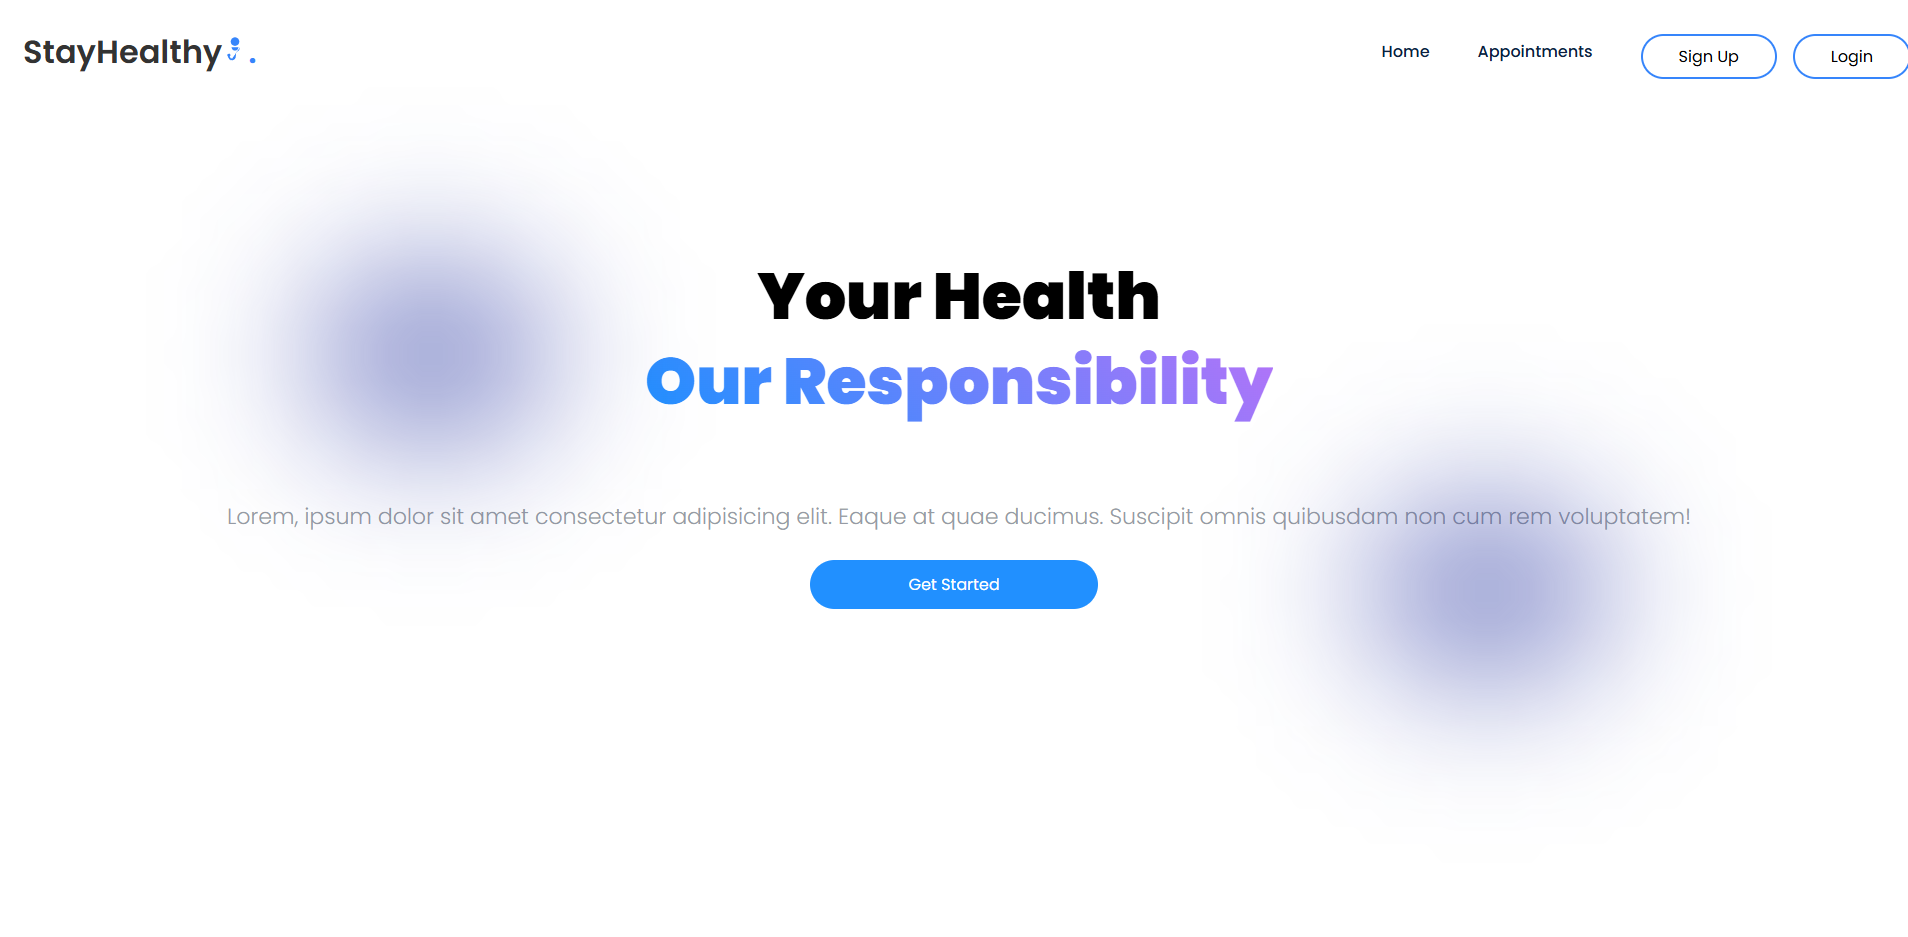 StayHealthy.
Home
Appointments
Sign Up
Login
Your Health
Our Responsibility
Lorem, ipsum dolor sit amet consectetur adipisicing elit. Eaque at quae ducimus. Suscipit omnis quibusdam non cum rem voluptatem!
Get Started